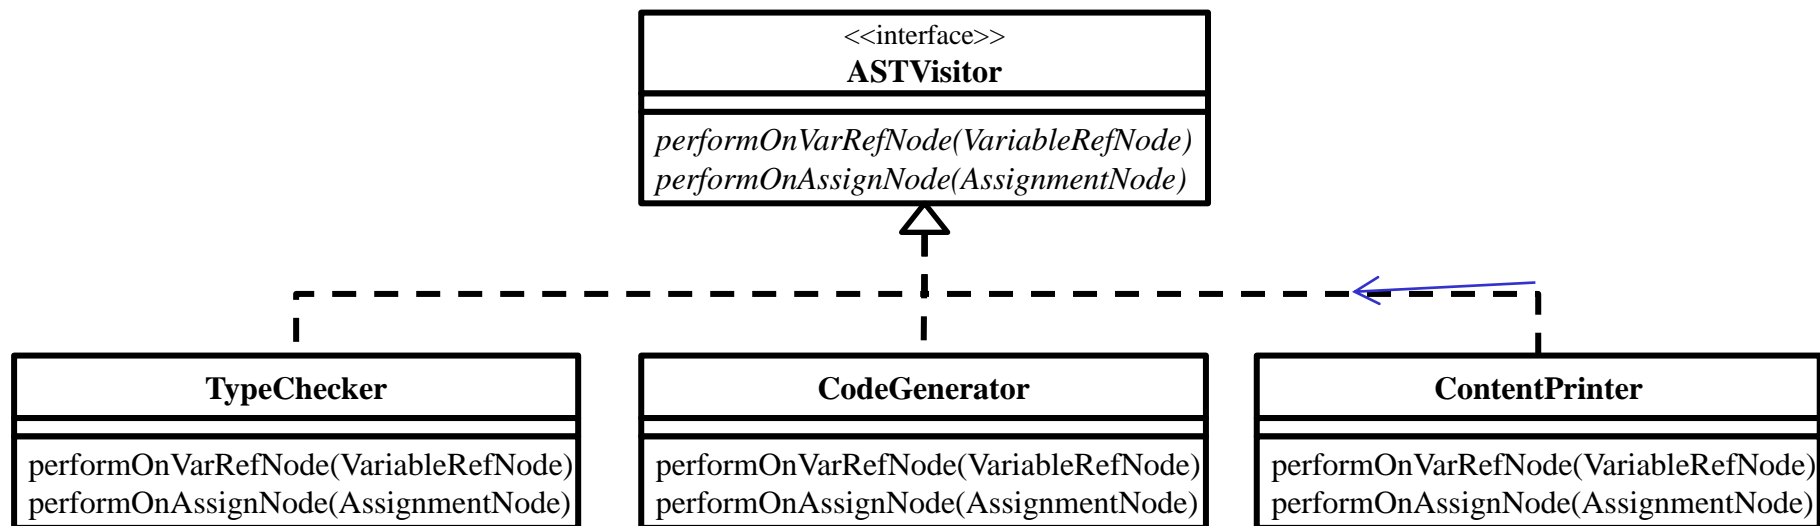 <<interface>>
ASTVisitor
performOnVarRefNode(VariableRefNode)
performOnAssignNode(AssignmentNode)
TypeChecker
performOnVarRefNode(VariableRefNode)
performOnAssignNode(AssignmentNode)
CodeGenerator
performOnVarRefNode(VariableRefNode)
performOnAssignNode(AssignmentNode)
ContentPrinter
performOnVarRefNode(VariableRefNode)
performOnAssignNode(AssignmentNode)